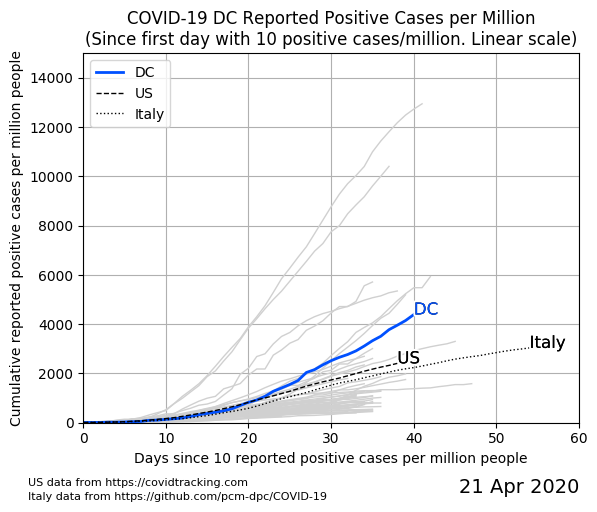 COVID-19 DC Reported Positive Cases per Million
(Since first day with 10 positive cases/million. Linear scale)
Cumulative reported positive cases per million people
14000
12000
10000
8000
6000
4000
2000
0
DC
US
Italy
DC
US
Italy
0 10 20 30 40 50 60
Days since 10 reported positive cases per million people
US data from https://covidtracking.com
Italy data from https://github.com/pcm-dpc/COVID-19
21 Apr 2020